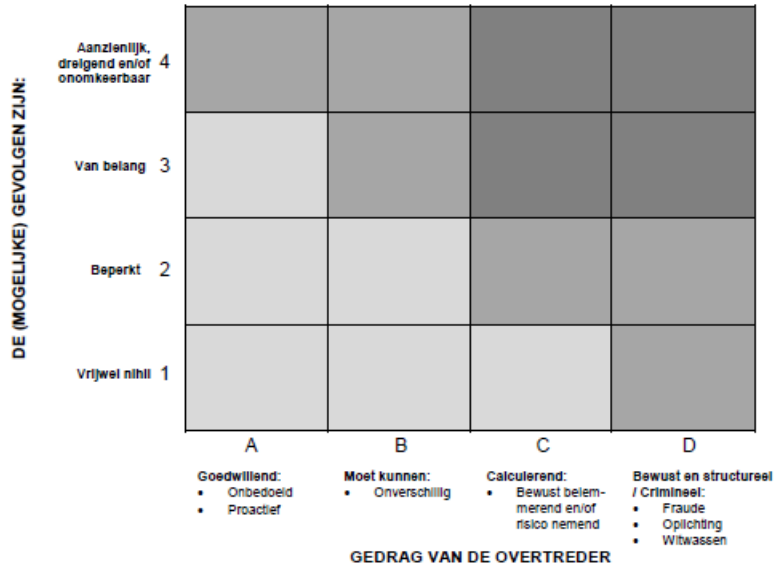 DE (MOGELIJKE) GEVOLGEN ZIJN:
Aanzienlijk,
dreigend en/of
onomkeerbaar
4
Van belang 3
Beperkt 2
Vrijwel nihil 1
A
B
C
D
Goedwillend:
• Onbedoeld
• Proactief
Moet kunnen:
• Onverschillig
Calculerend:
• Bewust belem-
merend en/of
risico nemend
Bewust en structureel
/ Crimineel:
• Fraude
• Oplichting
• Witwassen
GEDRAG VAN DE OVERTREDER